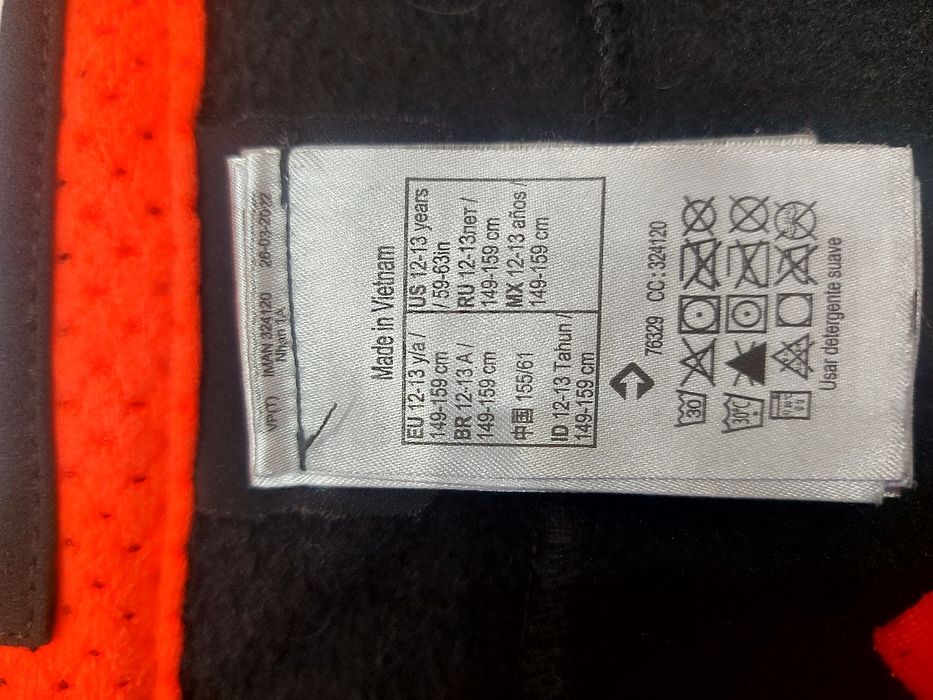 VP(T) IMAN 324120 26-09-2022
Made in Vietnam
EU 12-13 y/a /
149-159 cm
BR 12-13 A /
149-159 cm
中国 155/61
ID 12-13 Tahun /
149-159 cm
US 12-13 years
/ 59-63in
RU 12-13лет /
149-159 cm
MX 12-13 años /
149-159 cm
76329 CC : 324120
30
30°C
Usar detergente suave